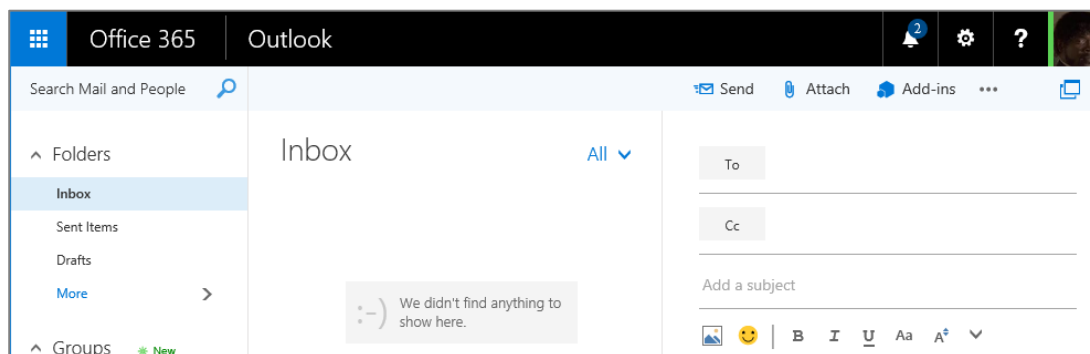 Office 365
Outlook
2
?
Search Mail and People
Send
Attach
Add-ins
Folders
Inbox
Sent Items
Drafts
More
Groups
New
Inbox
All
:-)
We didn't find anything to
show here.
To
Cc
Add a subject
B
I
U
Aa
A